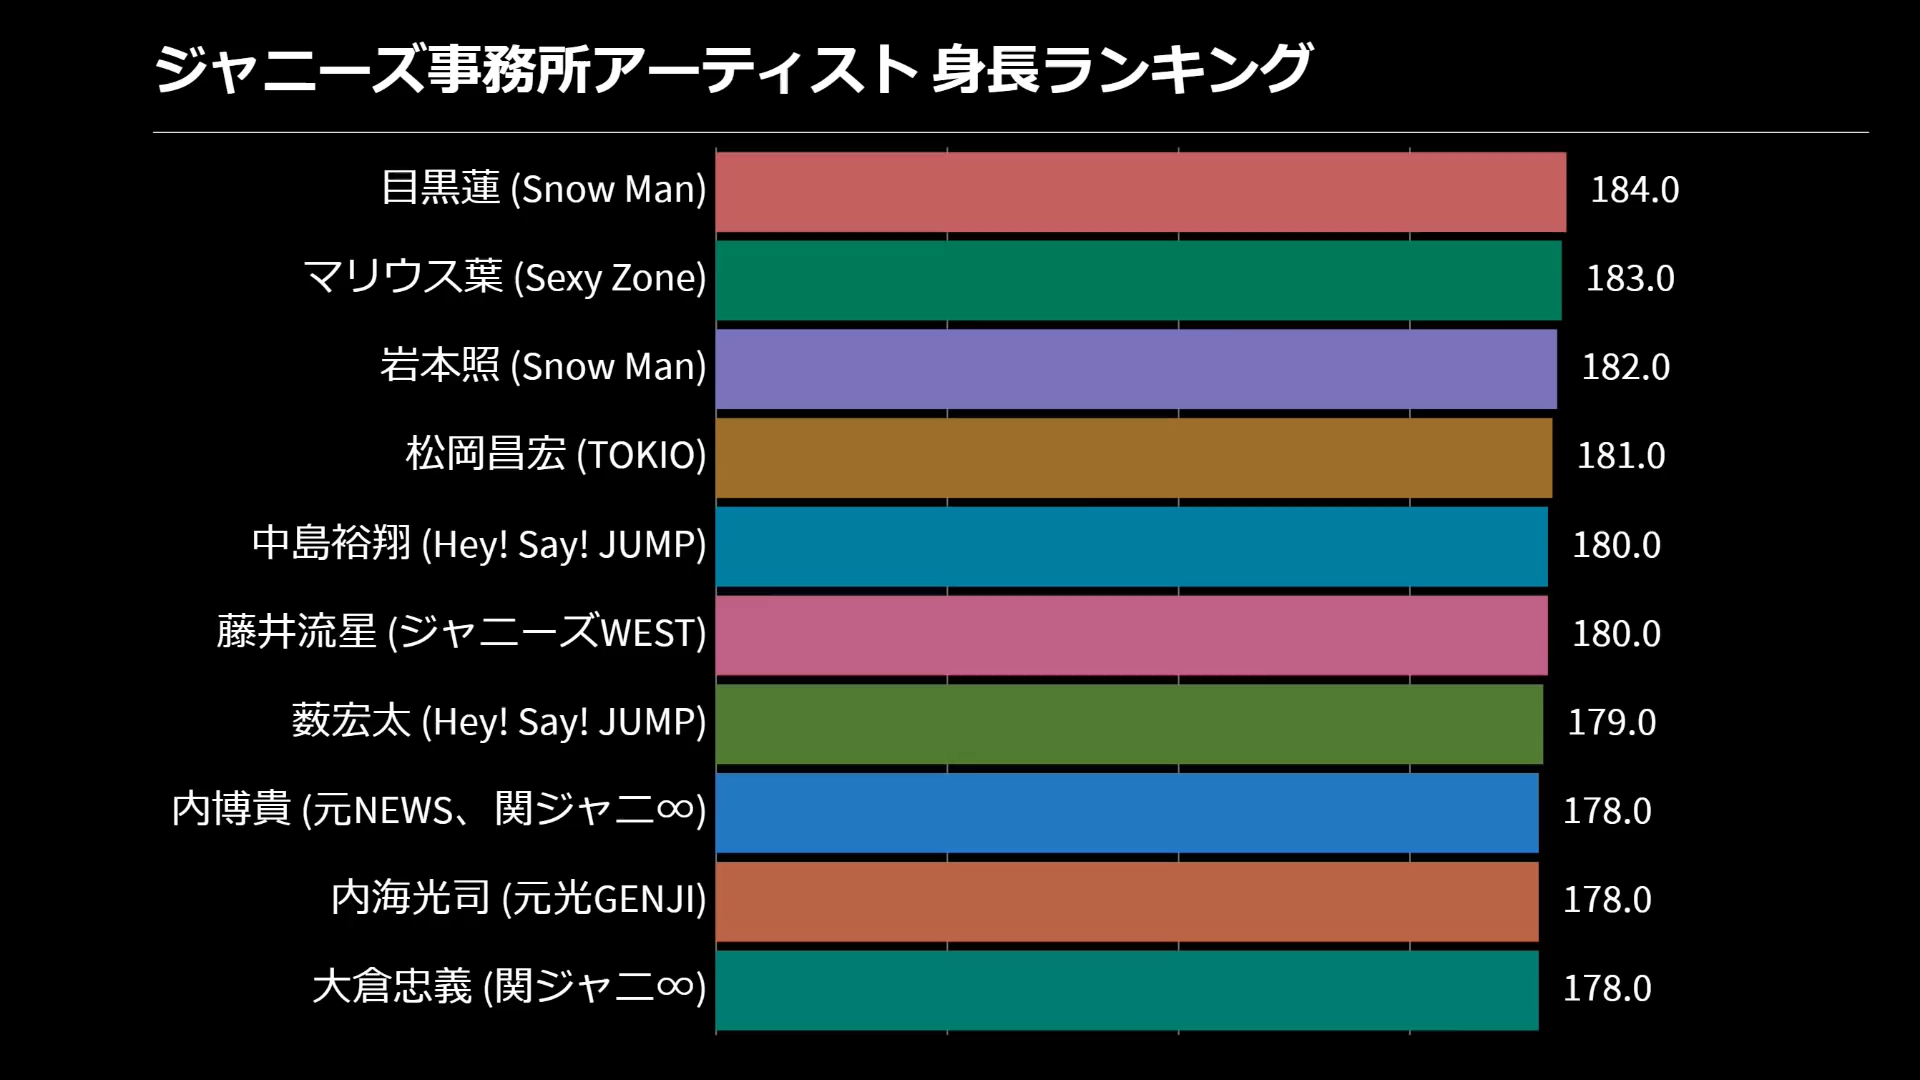 ジャニーズ事務所アーティスト 身長ランキング
目黒蓮 (Snow Man) 184.0
マリウス葉 (Sexy Zone) 183.0
岩本照 (Snow Man) 182.0
松岡昌宏 (TOKIO) 181.0
中島裕翔 (Hey! Say! JUMP) 180.0
藤井流星 (ジャニーズWEST) 180.0
薮宏太 (Hey! Say! JUMP) 179.0
内博貴 (元NEWS、関ジャニ∞) 178.0
内海光司 (元光GENJI) 178.0
大倉忠義 (関ジャニ∞) 178.0